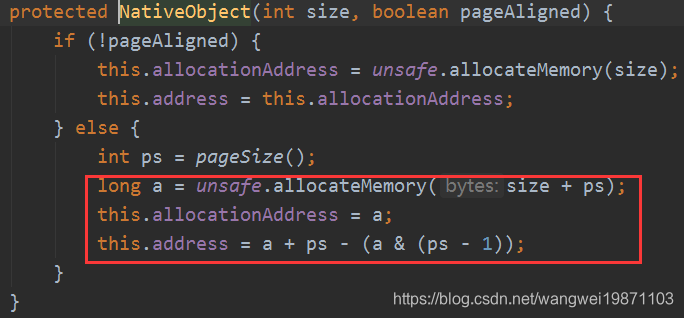 protected NativeObject(int size, boolean pageAligned) {
if (!pageAligned) {
this.allocationAddress = unsafe.allocateMemory(size);
this.address = this.allocationAddress;
} else {
int ps = pageSize();
long a = unsafe.allocateMemory( bytes: size + ps);
this.allocationAddress = a;
this.address = a + ps - (a & (ps - 1));
}
}
https://blog.csdn.net/wangwei19871103